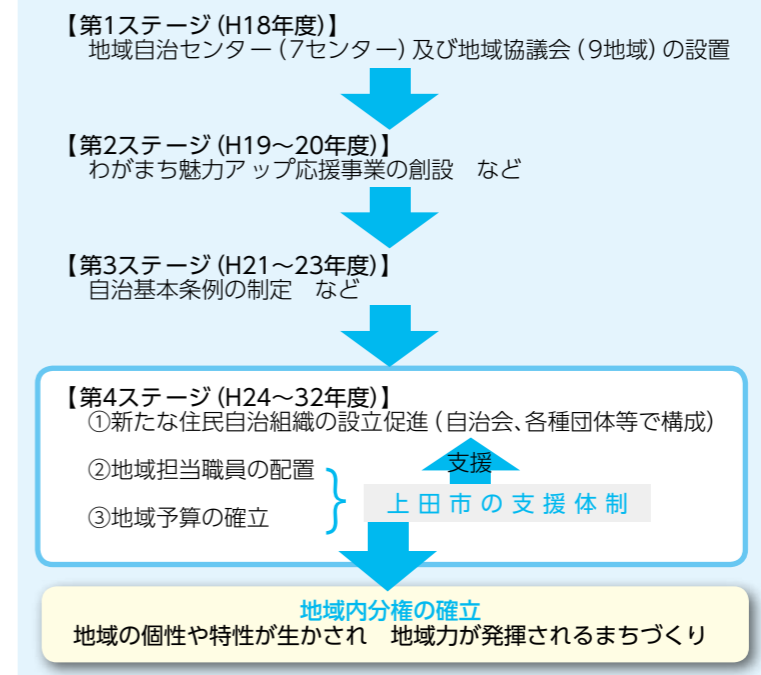 【第1ステージ(H18年度)】
地域自治センター(7センター)及び地域協議会(9地域)の設置
【第2ステージ(H19～20年度)】
わがまち魅力アップ応援事業の創設　など
【第3ステージ(H21～23年度)】
自治基本条例の制定　など
【第4ステージ(H24～32年度)】
①新たな住民自治組織の設立促進(自治会、各種団体等で構成)
支援
②地域担当職員の配置
上田市の支援体制
③地域予算の確立
地域内分権の確立
地域の個性や特性が生かされ　地域力が発揮されるまちづくり